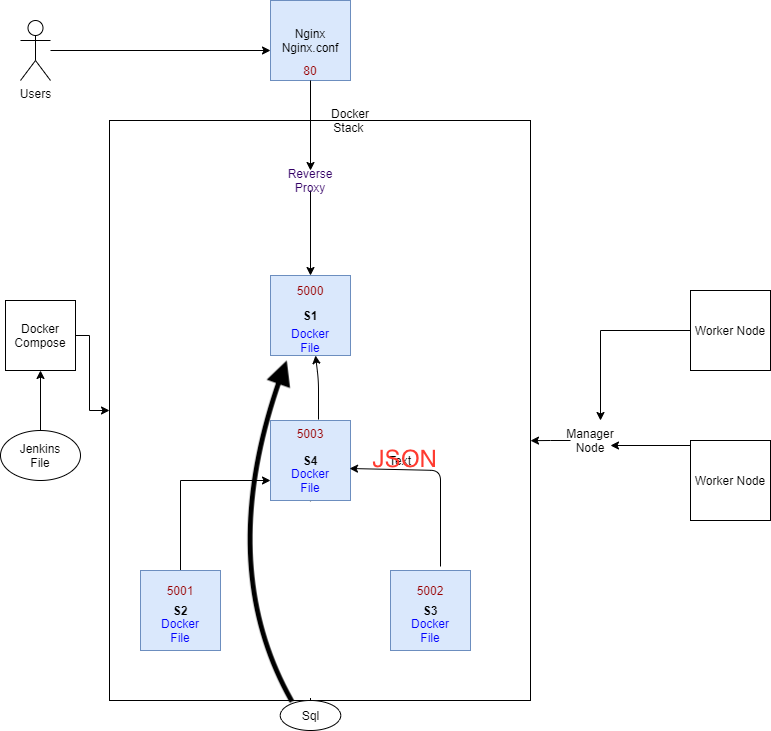 Nginx
Nginx.conf
80
Users
Docker
Stack
Reverse
Proxy
5000
S1
Docker
File
Docker
Compose
Worker Node
Jenkins
File
5003
S4
Docker
File
JSON
Text
Manager
Node
Worker Node
5001
S2
Docker
File
5002
S3
Docker
File
Sql